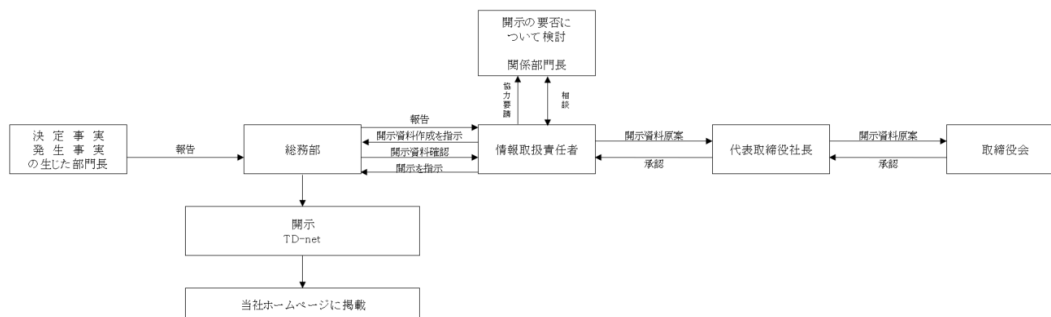 開示の要否に
ついて検討
関係部門長
協力要請
相談
決定事実
発生事実
の生じた部門長
報告
総務部
報告
開示資料作成を指示
開示資料確認
開示を指示
情報取扱責任者
開示資料原案
承認
代表取締役社長
開示資料原案
承認
取締役会
開示
TD-net
当社ホームページに掲載